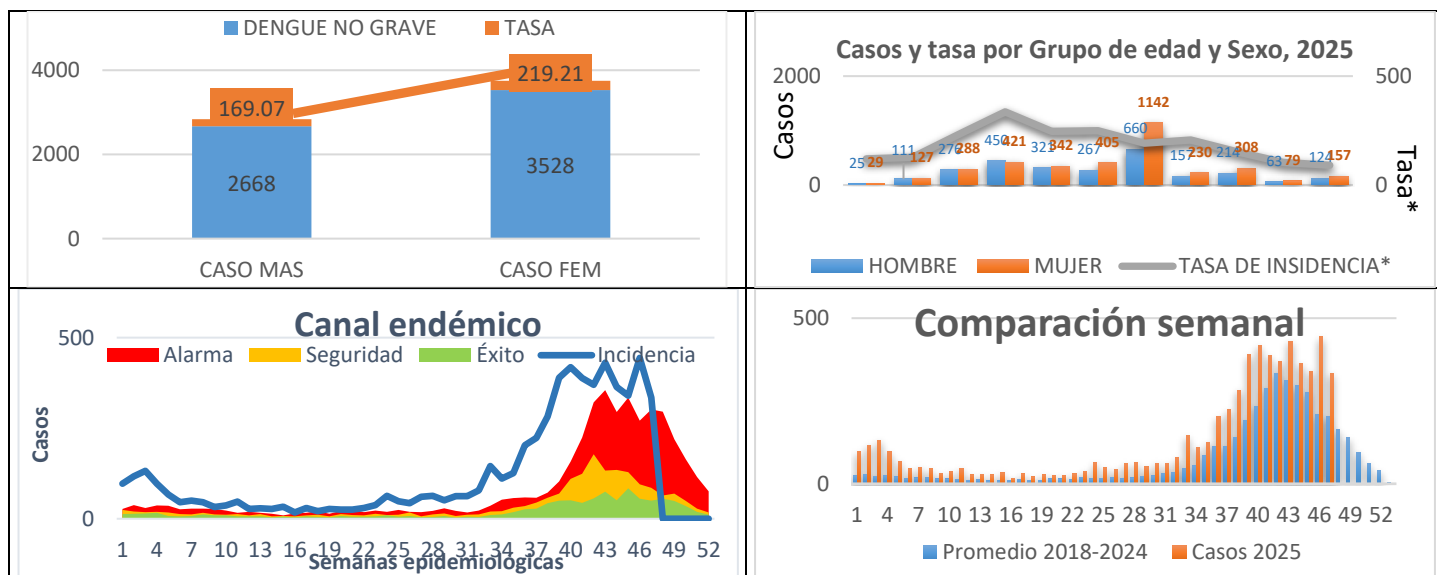 DENGUE NO GRAVE TASA
4000
2000
0
169.07
219.21
2668
3528
CASO MAS CASO FEM
Casos y tasa por Grupo de edad y Sexo, 2025
2000
0
500
0
Casos
Tasa*
25 29 111 127 276 288 450 421 321 342 267 405 660 1142 157 230 214 308 63 79 124 157
HOMBRE MUJER TASA DE INSIDENCIA*
Canal endémico
500
0
Alarma Seguridad Éxito Incidencia
Casos
1 4 7 10 13 16 19 22 25 28 31 34 37 40 43 46 49 52
Semanas epidemiológicas
Comparación semanal
500
0
1 4 7 10 13 16 19 22 25 28 31 34 37 40 43 46 49 52
Promedio 2018-2024 Casos 2025